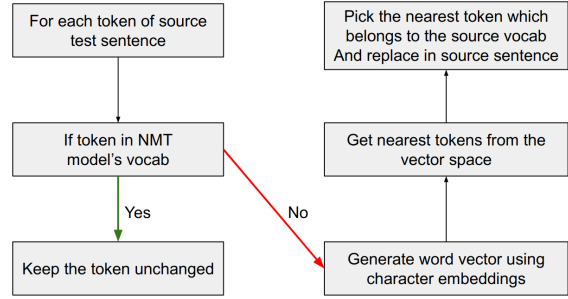 For each token of source
test sentence
If token in NMT
model's vocab
Yes
No
Keep the token unchanged
Generate word vector using
character embeddings
Get nearest tokens from the
vector space
Pick the nearest token which
belongs to the source vocab
And replace in source sentence